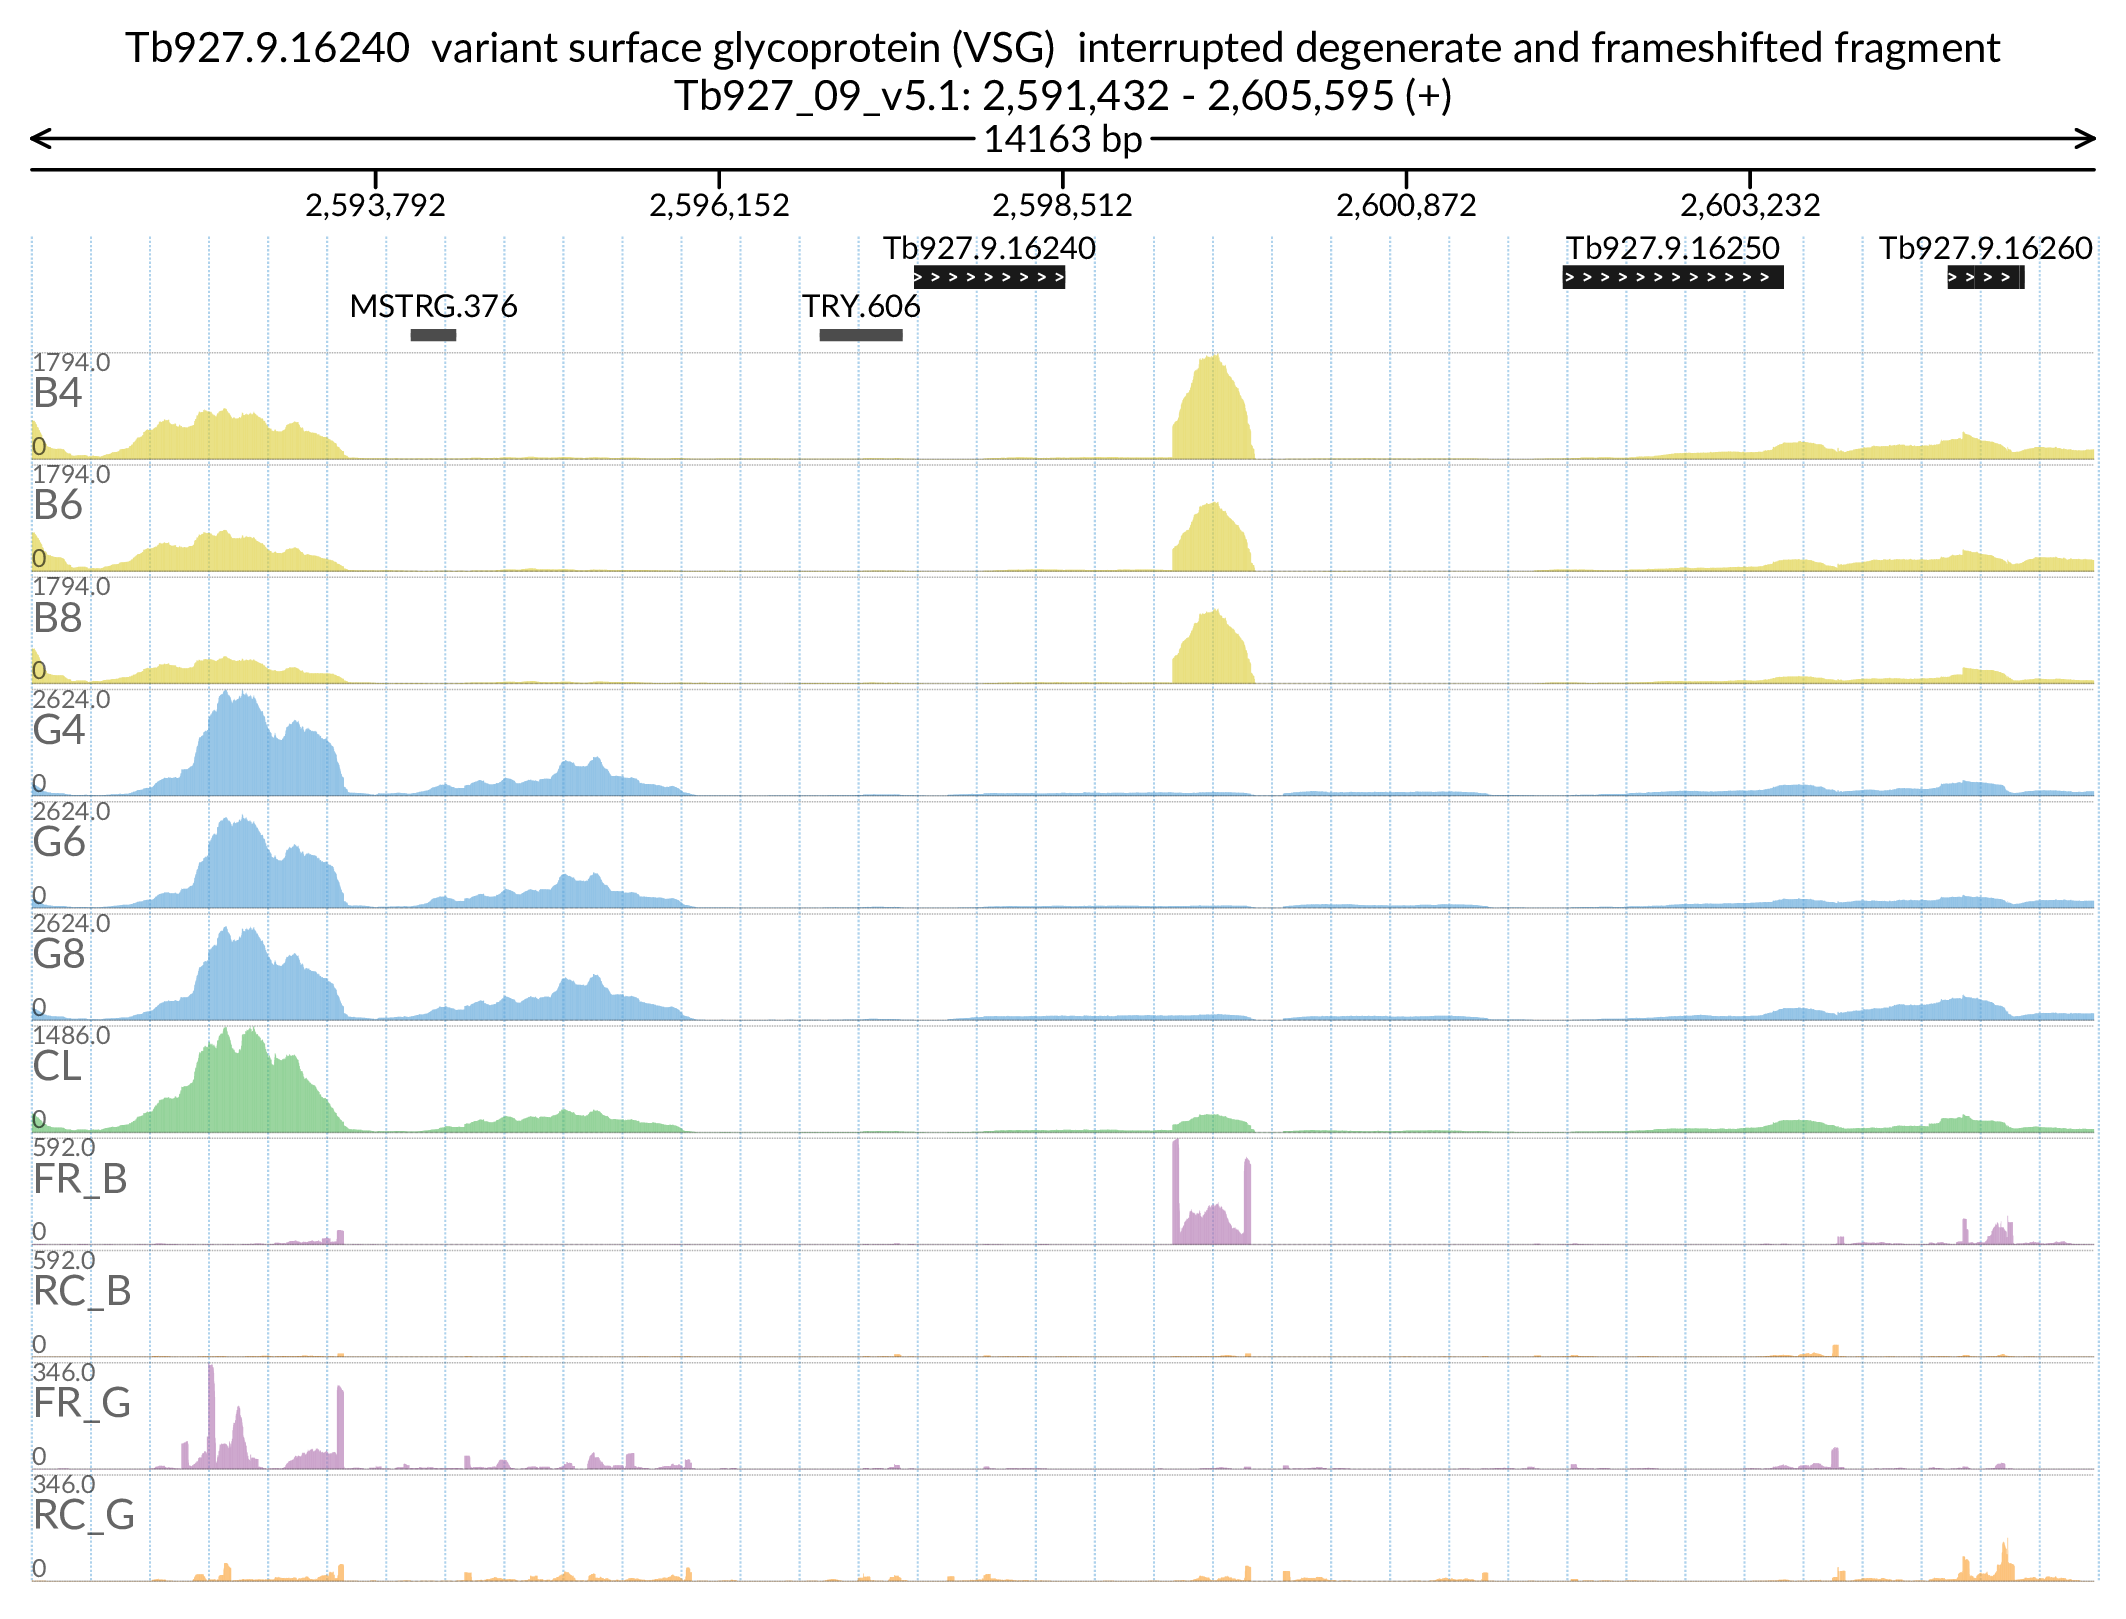 Tb927.9.16240 variant surface glycoprotein (VSG) interrupted degenerate and frameshifted fragment
Tb927_09_v5.1: 2,591,432 - 2,605,595 (+)
14163 bp
2,593,792 2,596,152 2,598,512 2,600,872 2,603,232
Tb927.9.16240 Tb927.9.16250 Tb927.9.16260
MSTRG.376 TRY.606
1794.0
B4
0
1794.0
B6
0
1794.0
B8
0
2624.0
G4
0
2624.0
G6
0
2624.0
G8
0
1486.0
CL
0
592.0
FR_B
0
592.0
RC_B
0
346.0
FR_G
0
346.0
RC_G
0